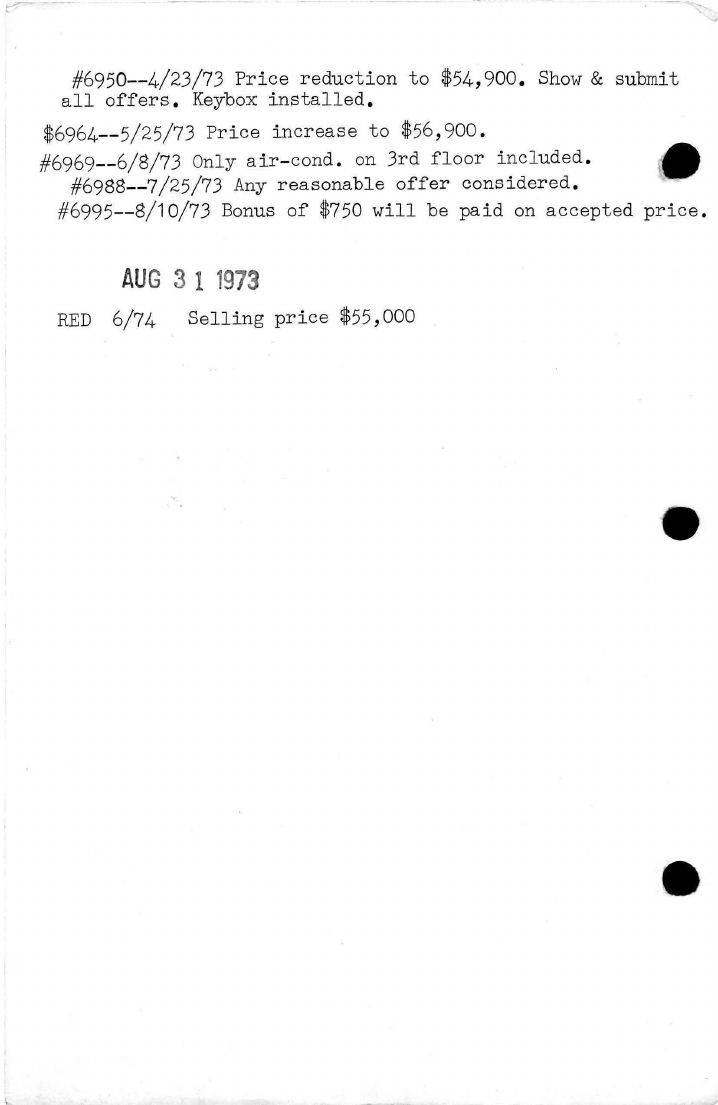 #6950--4/23/73 Price reduction to $54,900. Show & submit
all offers. Keybox installed.
$6964--5/25/73 Price increase to $56,900.
#6969--6/8/73 Only air-cond. on 3rd floor included.
#6988--7/25/73 Any reasonable offer considered.
#6995--8/10/73 Bonus of $750 will be paid on accepted price.
AUG 31 1973
RED 6/74 Selling price $55,000